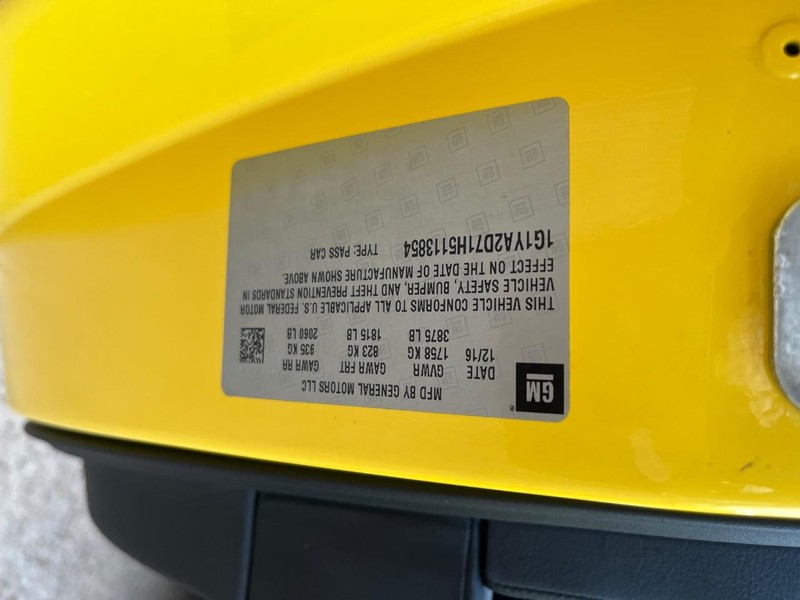 GM
MFD BY GENERAL MOTORS LLC
DATE GVWR GAWR FRT GAWR RR
12/16 1758 KG 823 KG 935 KG
3875 LB 1815 LB 2060 LB
THIS VEHICLE CONFORMS TO ALL APPLICABLE U.S. FEDERAL MOTOR
VEHICLE SAFETY, BUMPER, AND THEFT PREVENTION STANDARDS IN
EFFECT ON THE DATE OF MANUFACTURE SHOWN ABOVE.
1G1YA2D71H5113854 TYPE: PASS CAR